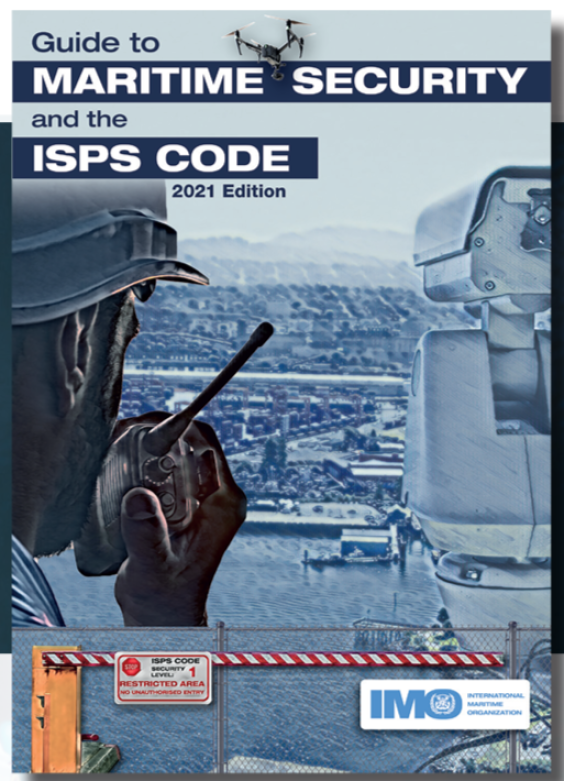 Guide to
MARITIME SECURITY
and the
ISPS CODE
2021 Edition
ISPS CODE
SECURITY
LEVEL: 1
RESTRICTED AREA
NO UNAUTHORISED ENTRY
IMO
INTERNATIONAL
MARITIME
ORGANIZATION